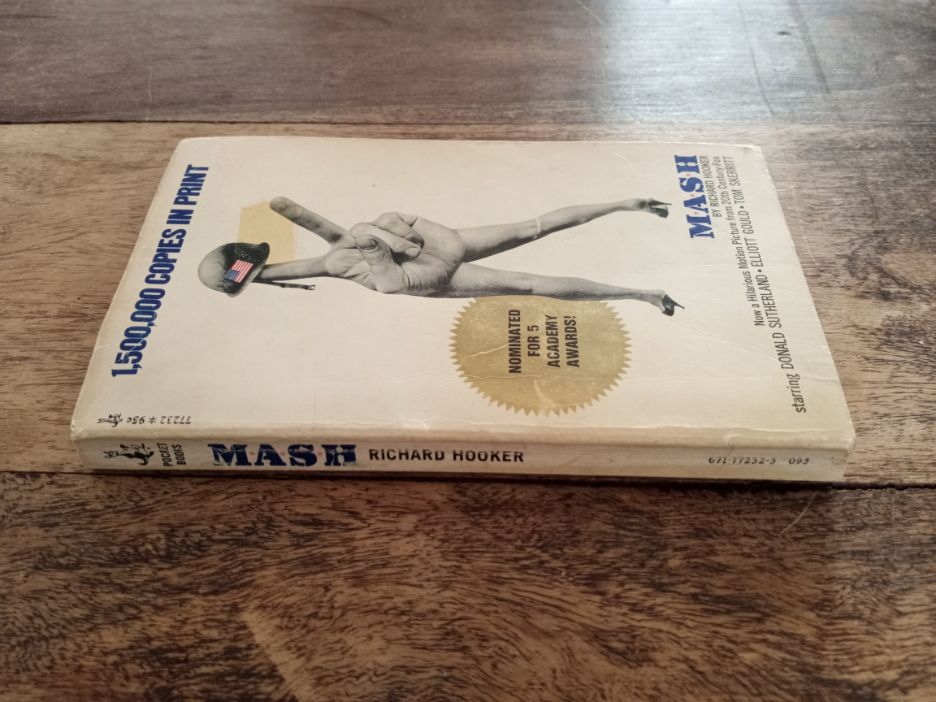 1,500,000 COPIES IN PRINT
NOMINATED
FOR 5
ACADEMY
AWARDS!
M*A*S*H
BY RICHARD HOOKER
Now a Hilarious Motion Picture from 20th Century-Fox
starring DONALD SUTHERLAND • ELLIOTT GOULD • TOM SKERRITT
77232 * 95¢
POCKET
BOOKS
MASH RICHARD HOOKER
671-77232-3 095